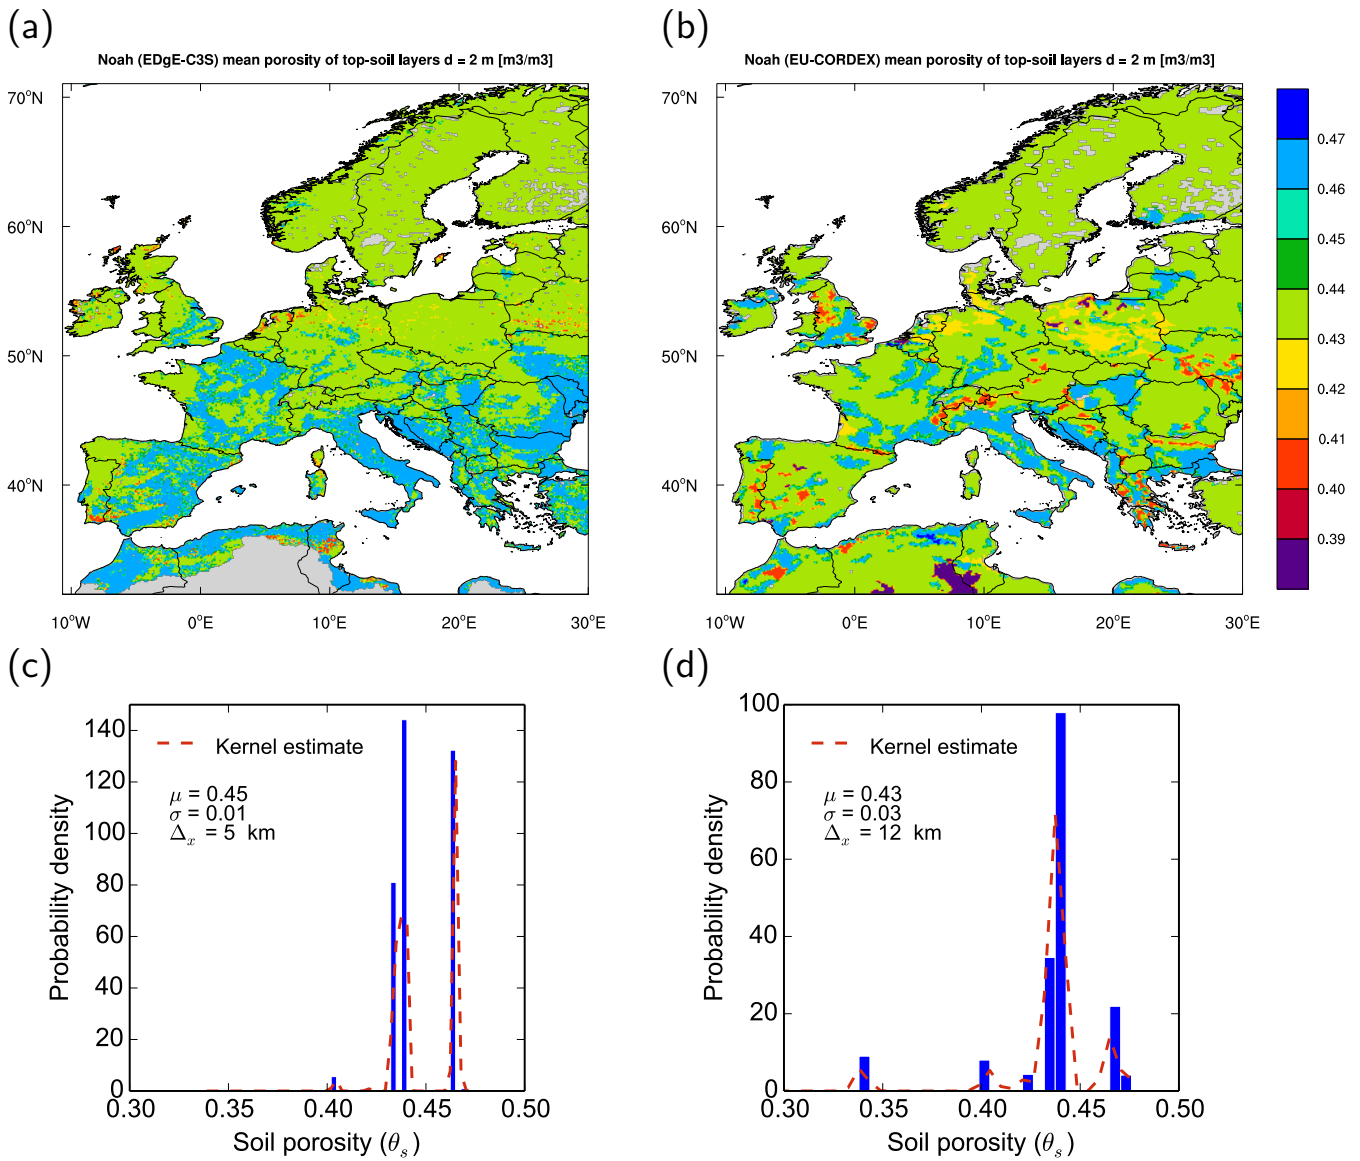 (a)
(b)
Noah (EDgE-C3S) mean porosity of top-soil layers d = 2 m [m3/m3]
Noah (EU-CORDEX) mean porosity of top-soil layers d = 2 m [m3/m3]
70°N
60°N
50°N
40°N
10°W 0°E 10°E 20°E 30°E
70°N
60°N
50°N
40°N
10°W 0°E 10°E 20°E 30°E
0.47
0.46
0.45
0.44
0.43
0.42
0.41
0.40
0.39
(c)
(d)
140
120
100
80
60
40
20
0
Probability density
Kernel estimate
μ = 0.45
σ = 0.01
Δx = 5 km
0.30 0.35 0.40 0.45 0.50
Soil porosity (θs)
100
80
60
40
20
0
Probability density
Kernel estimate
μ = 0.43
σ = 0.03
Δx = 12 km
0.30 0.35 0.40 0.45 0.50
Soil porosity (θs)